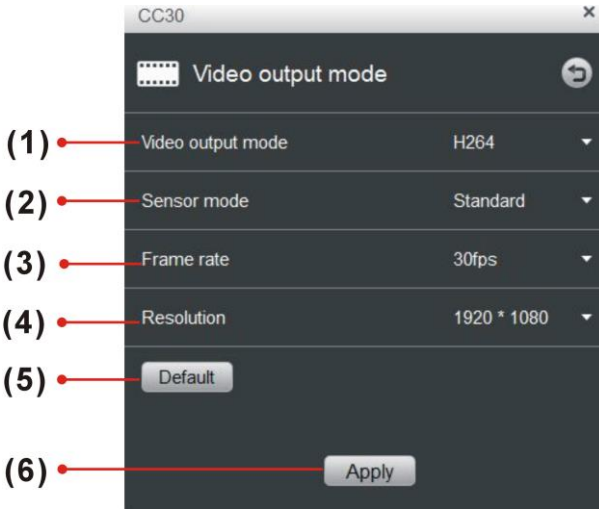 CC30 ×
Video output mode
(1) Video output mode H264
(2) Sensor mode Standard
(3) Frame rate 30fps
(4) Resolution 1920 * 1080
(5) Default
(6) Apply